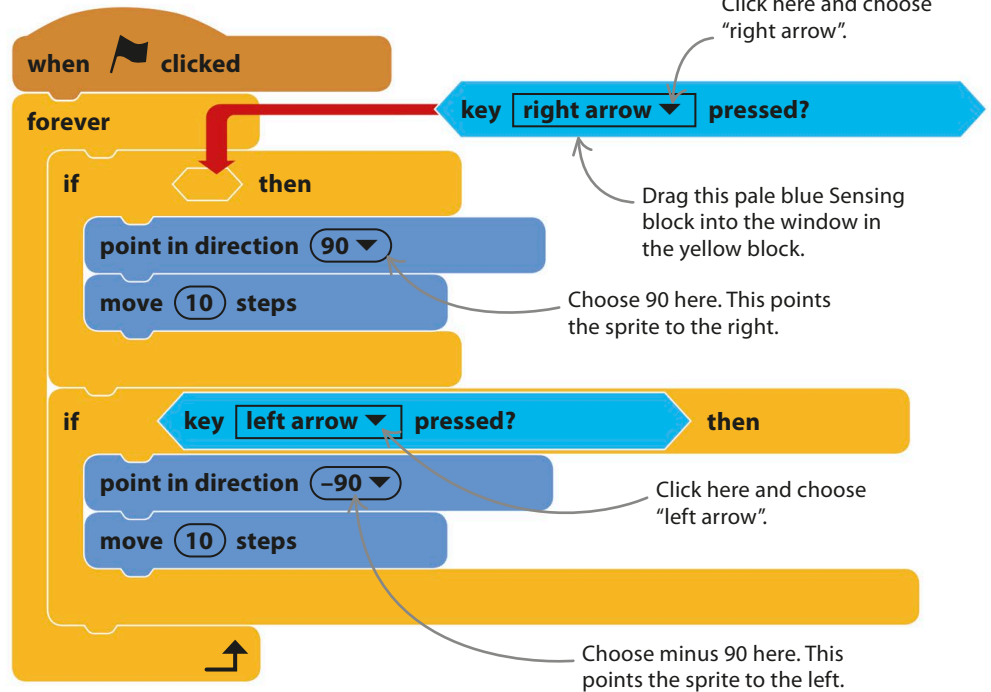 Click here and choose
“right arrow”.
when clicked
forever
key right arrow pressed?
if then
Drag this pale blue Sensing
block into the window in
the yellow block.
point in direction 90
move 10 steps
Choose 90 here. This points
the sprite to the right.
if key left arrow pressed? then
point in direction –90
move 10 steps
Click here and choose
“left arrow”.
Choose minus 90 here. This
points the sprite to the left.